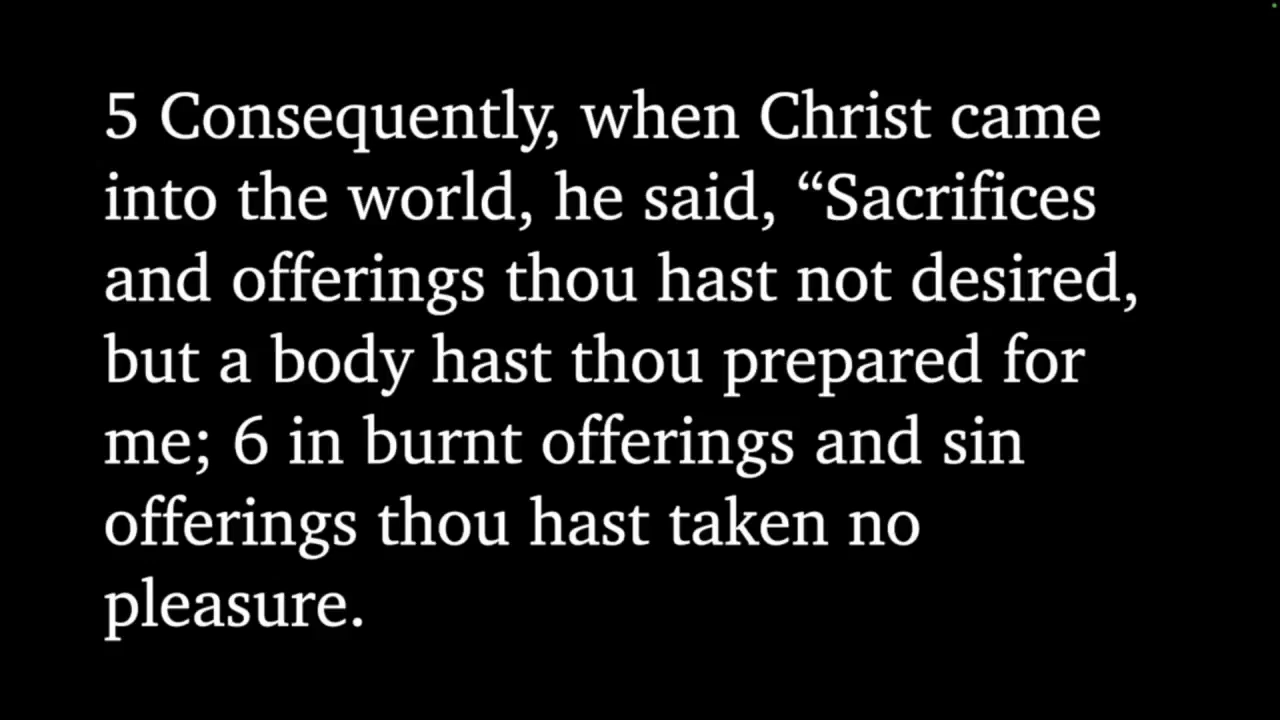 5 Consequently, when Christ came
into the world, he said, “Sacrifices
and offerings thou hast not desired,
but a body hast thou prepared for
me; 6 in burnt offerings and sin
offerings thou hast taken no
pleasure.